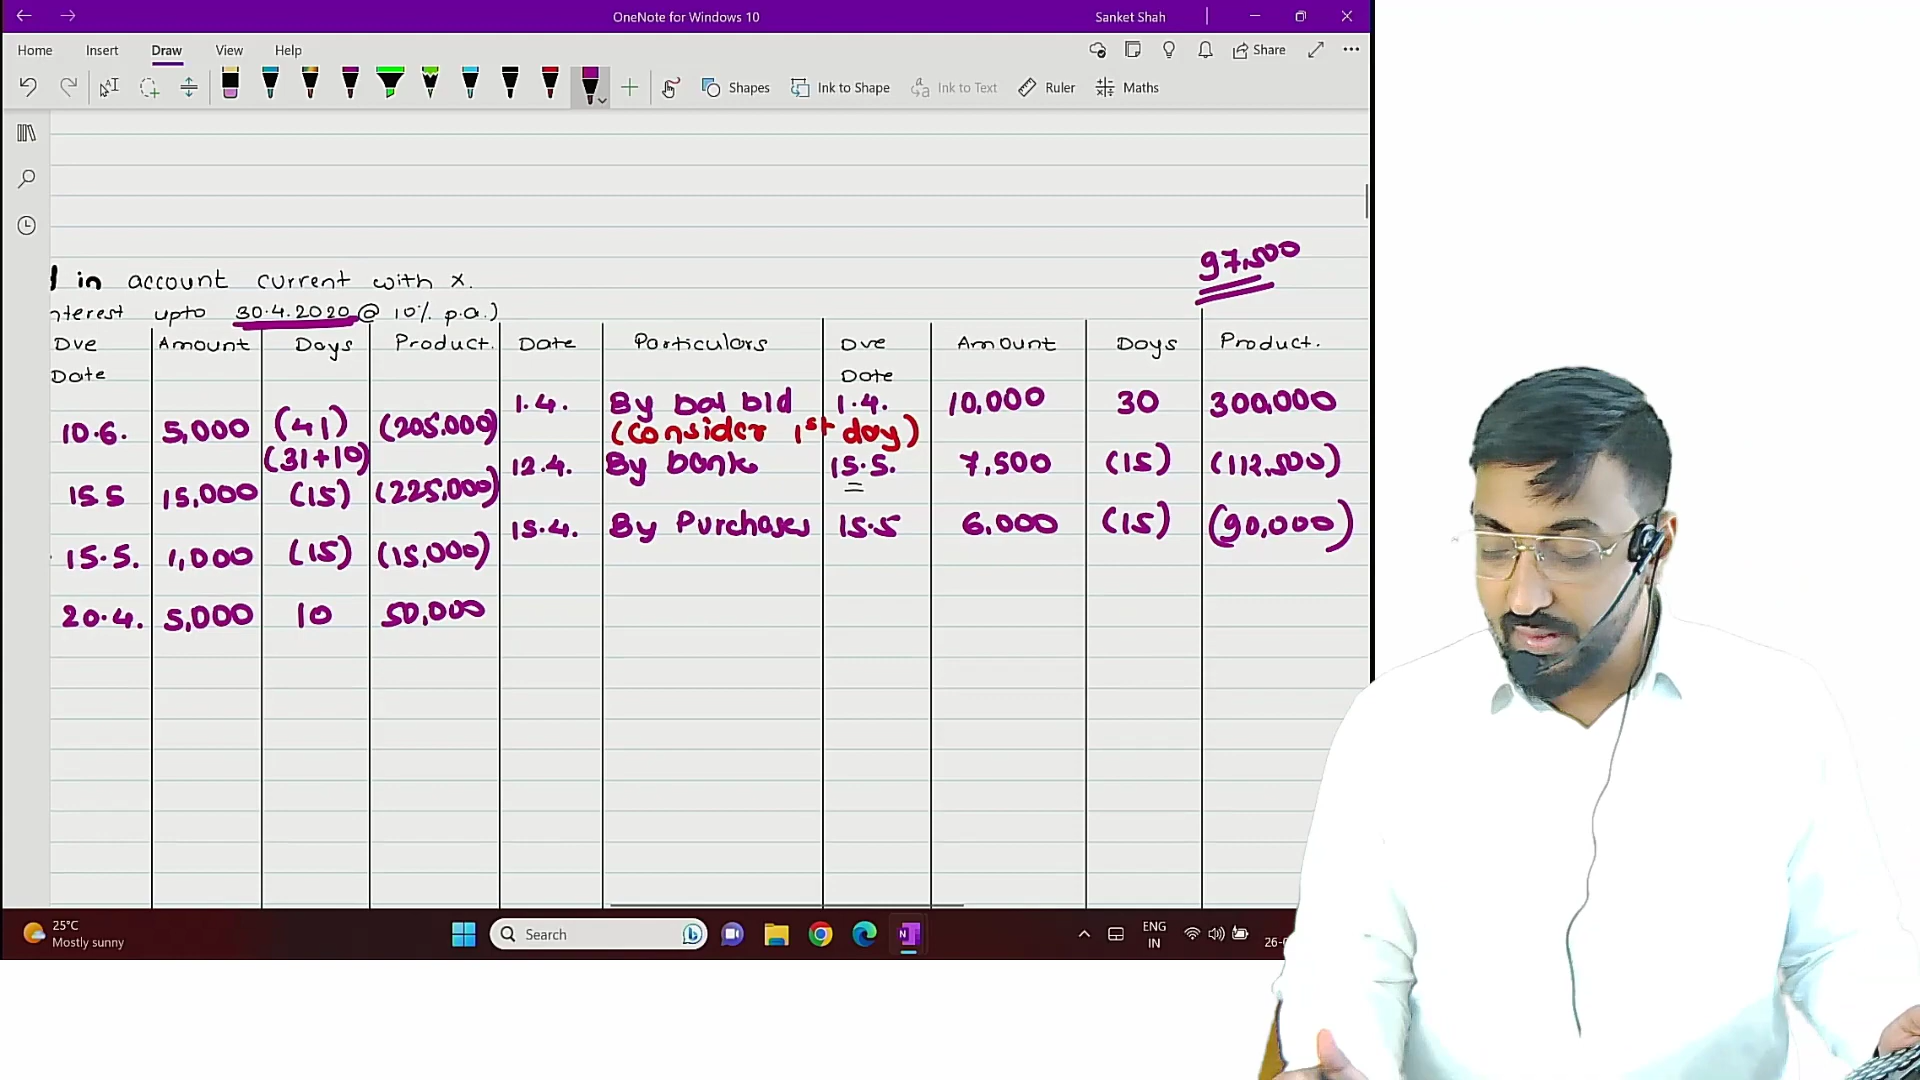 OneNote for Windows 10
Sanket Shah
Home Insert Draw View Help
Share
Shapes Ink to Shape Ink to Text Ruler Maths
97,500
in account current with x.
nterest upto 30.4.2020 @ 10% p.a.)
Due Date Amount Days Product. Date Particulars Due Date Amount Days Product.
1.4. By bal b/d 1.4. 10,000 30 300,000
10.6. 5,000 (41) (205,000) (consider 1st day)
(31+10) 12.4. By bank 15.5. 7,500 (15) (112,500)
15.5 15,000 (15) (225,000)
15.4. By Purchases 15.5 6,000 (15) (90,000)
15.5. 1,000 (15) (15,000)
20.4. 5,000 10 50,000
25°C
Mostly sunny
Search
ENG
IN